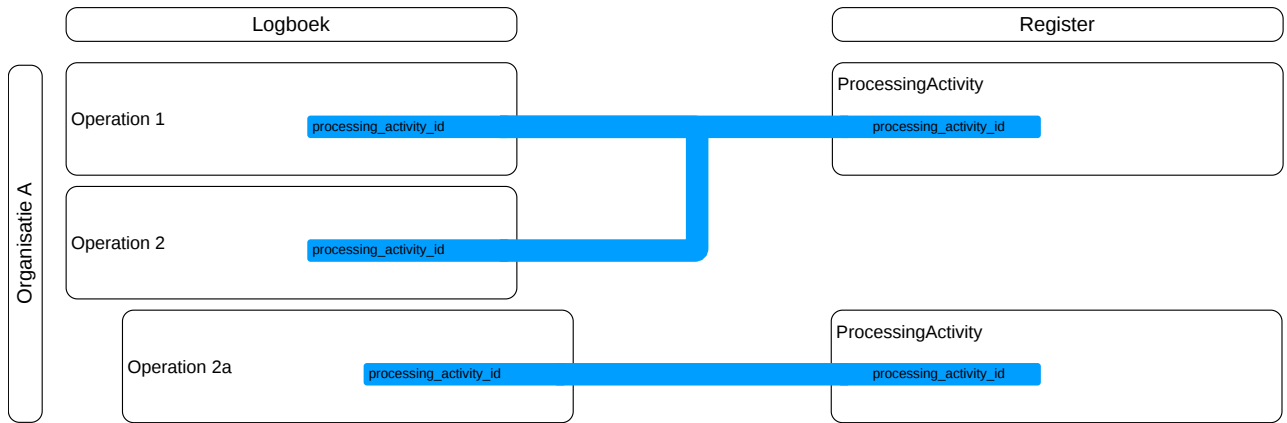 Logboek
Register
Organisatie A
Operation 1
processing_activity_id
ProcessingActivity
processing_activity_id
Operation 2
processing_activity_id
Operation 2a
processing_activity_id
ProcessingActivity
processing_activity_id